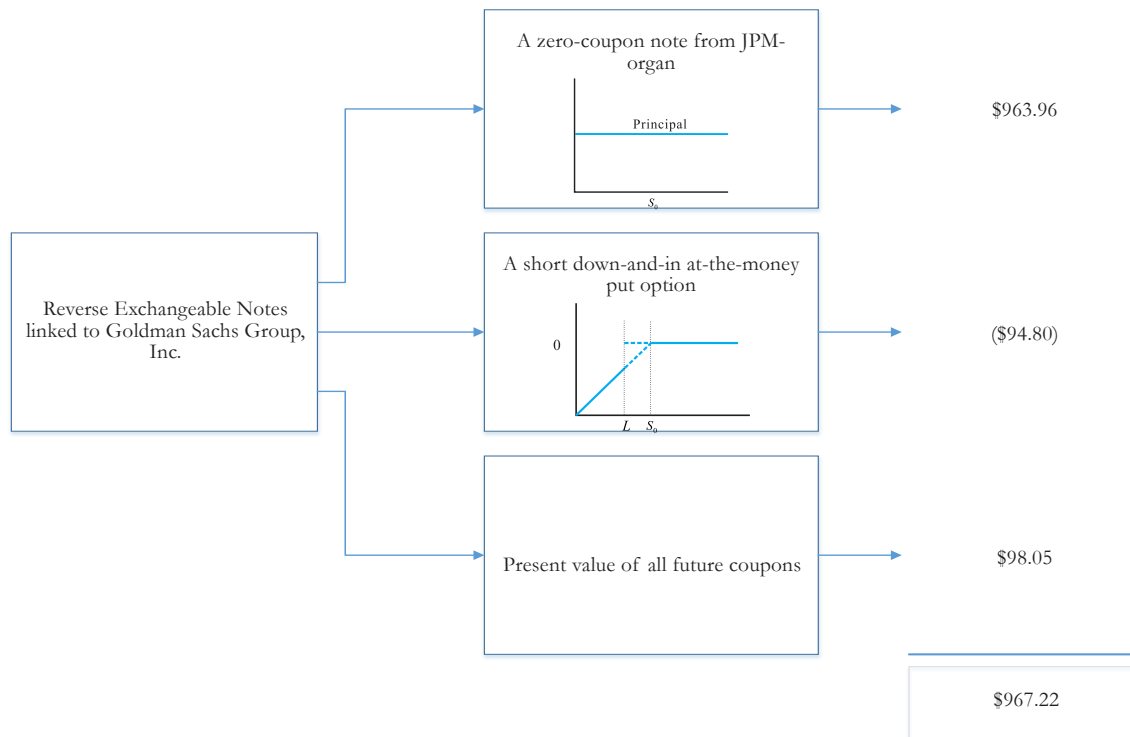 A zero-coupon note from JPM-
organ
Principal
S₀
$963.96
Reverse Exchangeable Notes
linked to Goldman Sachs Group,
Inc.
A short down-and-in at-the-money
put option
0
L S₀
($94.80)
Present value of all future coupons
$98.05
$967.22